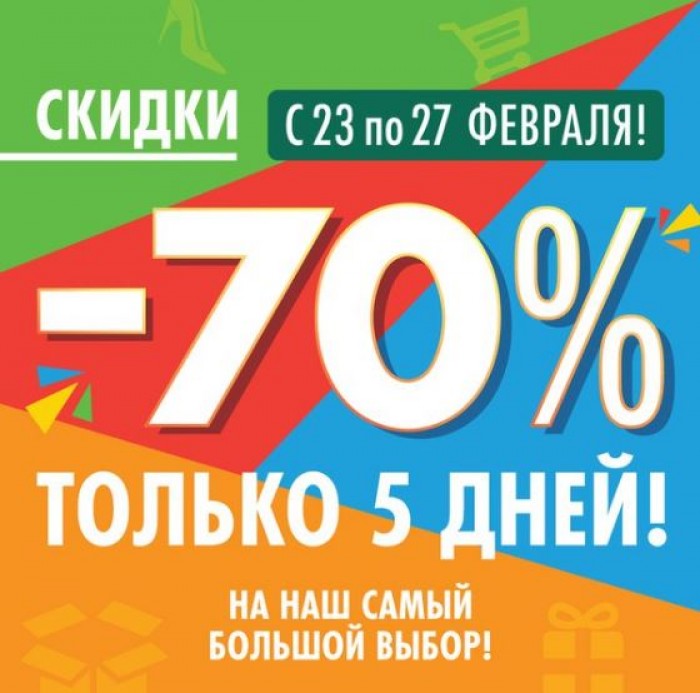 СКИДКИ
С 23 по 27 ФЕВРАЛЯ!
-70%
ТОЛЬКО 5 ДНЕЙ!
НА НАШ САМЫЙ
БОЛЬШОЙ ВЫБОР!